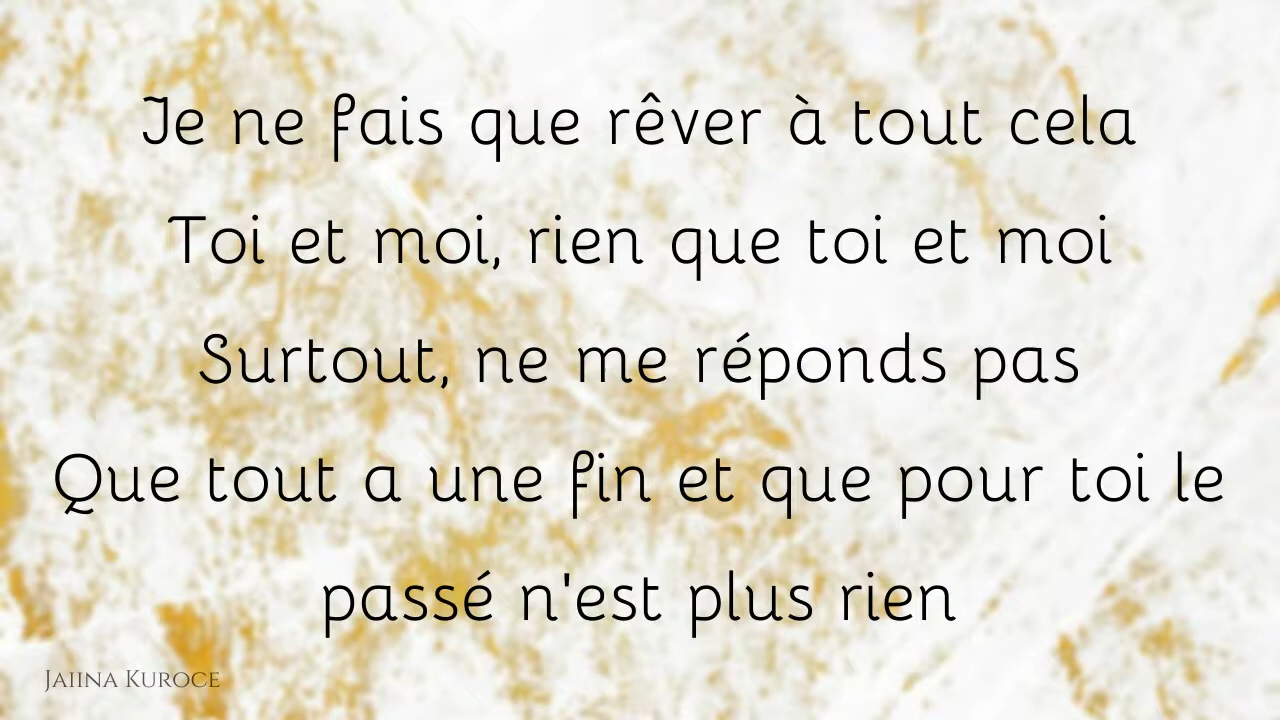 Je ne fais que rêver à tout cela
Toi et moi, rien que toi et moi
Surtout, ne me réponds pas
Que tout a une fin et que pour toi le
passé n'est plus rien
Jaiina Kuroce